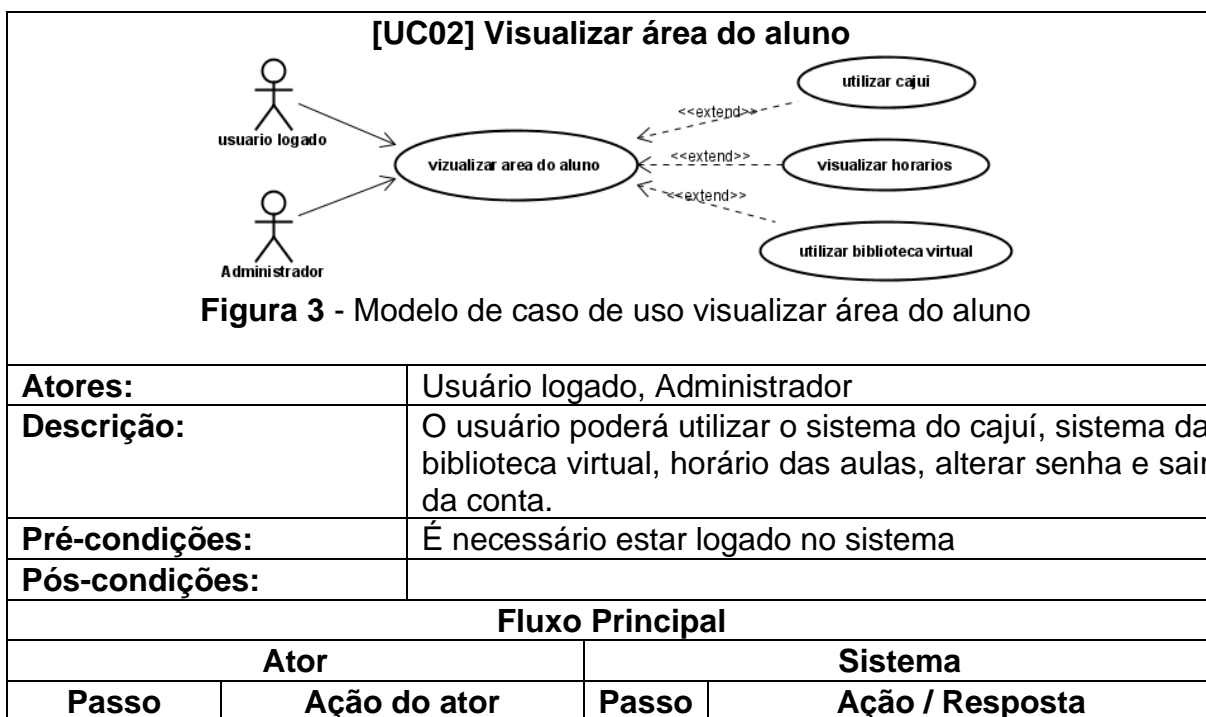 [UC02] Visualizar área do aluno
utilizar cajui
<<extend>>
usuario logado
vizualizar area do aluno
<<extend>>
visualizar horarios
<<extend>>
utilizar biblioteca virtual
Administrador
Figura 3 - Modelo de caso de uso visualizar área do aluno
Atores: Usuário logado, Administrador
Descrição: O usuário poderá utilizar o sistema do cajuí, sistema da
biblioteca virtual, horário das aulas, alterar senha e sair
da conta.
Pré-condições: É necessário estar logado no sistema
Pós-condições:
Fluxo Principal
Ator Sistema
Passo Ação do ator Passo Ação / Resposta